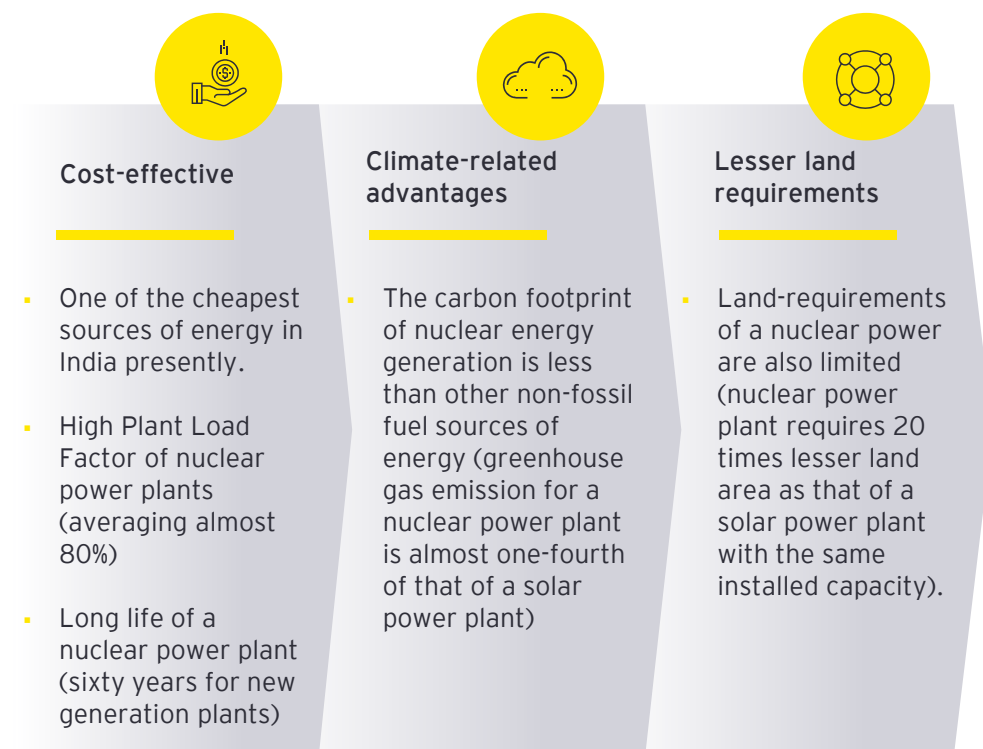 Cost-effective
One of the cheapest
sources of energy in
India presently.
High Plant Load
Factor of nuclear
power plants
(averaging almost
80%)
Long life of a
nuclear power plant
(sixty years for new
generation plants)
Climate-related
advantages
The carbon footprint
of nuclear energy
generation is less
than other non-fossil
fuel sources of
energy (greenhouse
gas emission for a
nuclear power plant
is almost one-fourth
of that of a solar
power plant)
Lesser land
requirements
Land-requirements
of a nuclear power
are also limited
(nuclear power
plant requires 20
times lesser land
area as that of a
solar power plant
with the same
installed capacity).